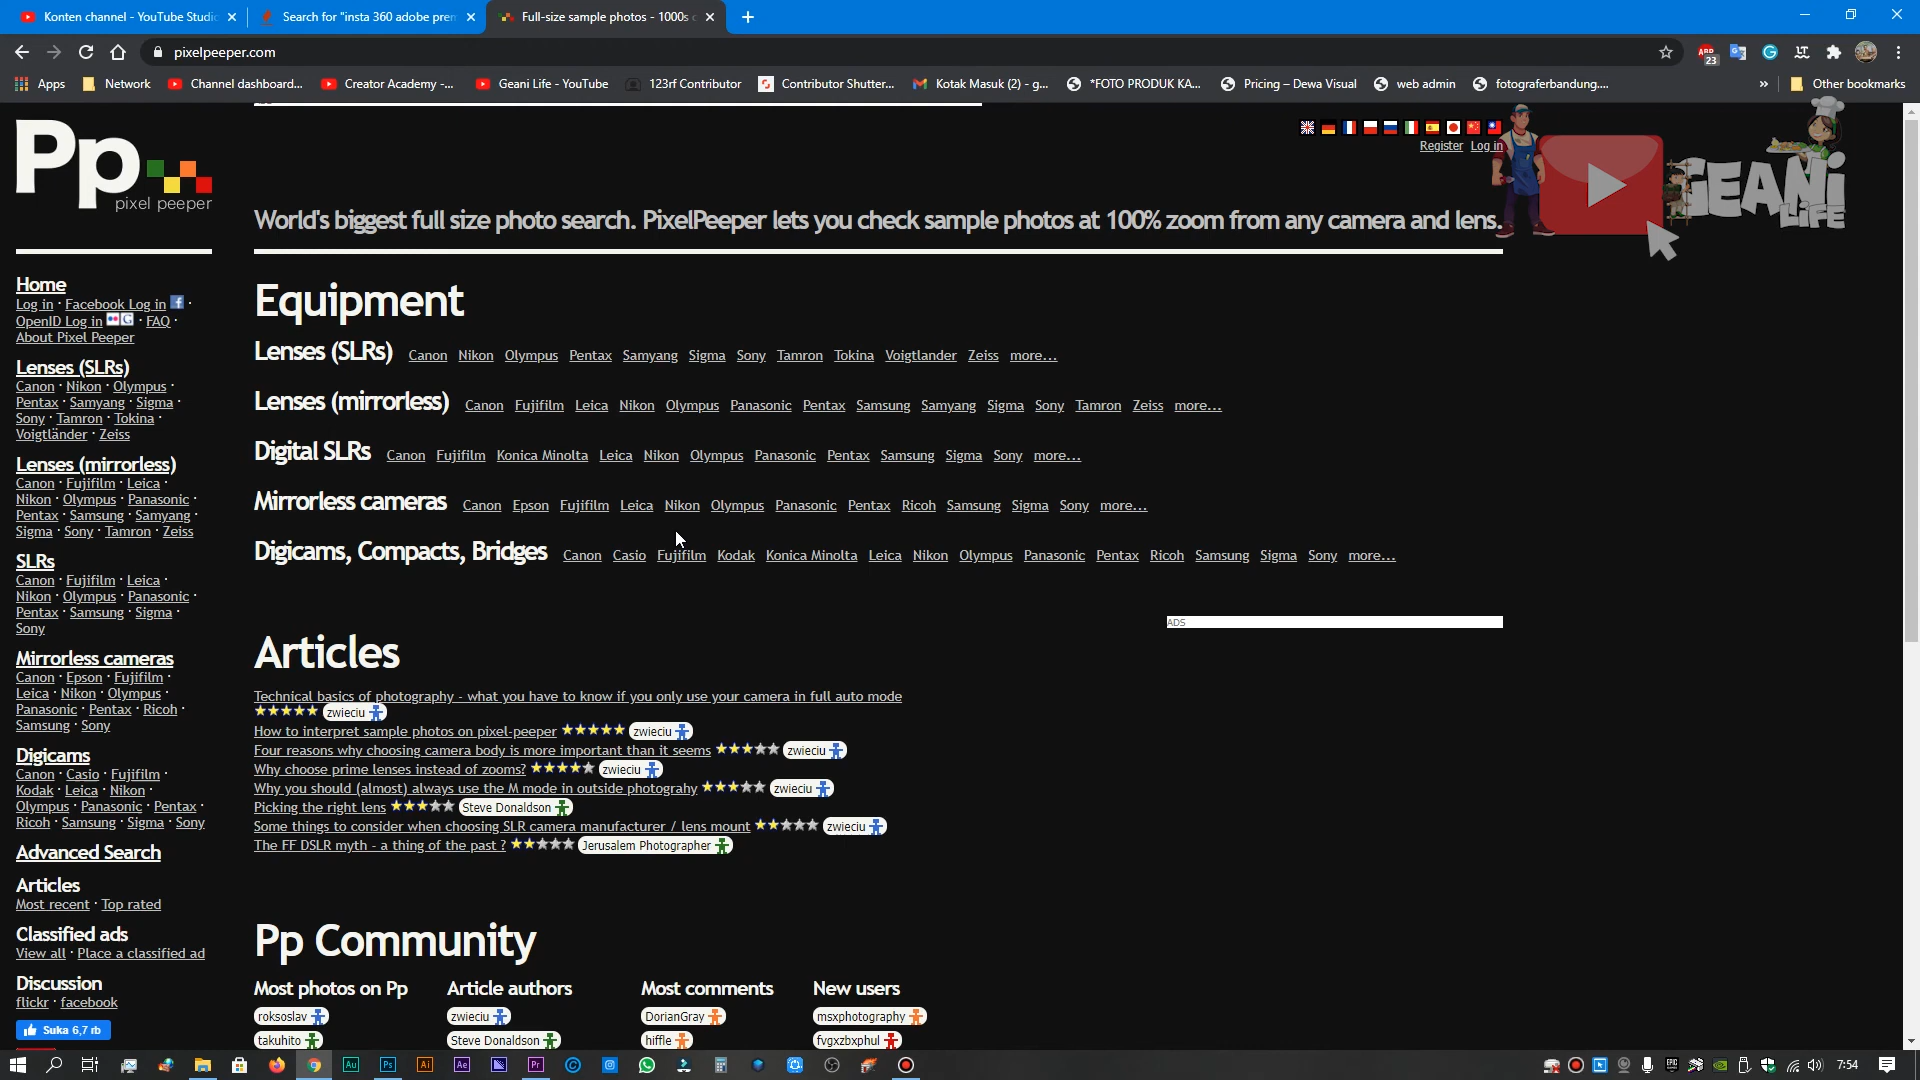 Konten channel - YouTube Studio
Search for "insta 360 adobe prem
Full-size sample photos - 1000s o
pixelpeeper.com
ABP
23
Apps
Network
Channel dashboard...
Creator Academy -...
Geani Life - YouTube
123rf Contributor
Contributor Shutter...
Kotak Masuk (2) - g...
*FOTO PRODUK KA...
Pricing – Dewa Visual
web admin
fotograferbandung....
»
Other bookmarks
Pp
pixel peeper
Register Log in
GEANI
LIFE
World's biggest full size photo search. PixelPeeper lets you check sample photos at 100% zoom from any camera and lens.
Home
Log in · Facebook Log in ·
OpenID Log in · FAQ ·
About Pixel Peeper
Lenses (SLRs)
Canon · Nikon · Olympus ·
Pentax · Samyang · Sigma ·
Sony · Tamron · Tokina ·
Voigtländer · Zeiss
Lenses (mirrorless)
Canon · Fujifilm · Leica ·
Nikon · Olympus · Panasonic ·
Pentax · Samsung · Samyang ·
Sigma · Sony · Tamron · Zeiss
SLRs
Canon · Fujifilm · Leica ·
Nikon · Olympus · Panasonic ·
Pentax · Samsung · Sigma ·
Sony
Mirrorless cameras
Canon · Epson · Fujifilm ·
Leica · Nikon · Olympus ·
Panasonic · Pentax · Ricoh ·
Samsung · Sony
Digicams
Canon · Casio · Fujifilm ·
Kodak · Leica · Nikon ·
Olympus · Panasonic · Pentax ·
Ricoh · Samsung · Sigma · Sony
Advanced Search
Articles
Most recent · Top rated
Classified ads
View all · Place a classified ad
Discussion
flickr · facebook
Suka 6,7 rb
Equipment
Lenses (SLRs) Canon Nikon Olympus Pentax Samyang Sigma Sony Tamron Tokina Voigtlander Zeiss more...
Lenses (mirrorless) Canon Fujifilm Leica Nikon Olympus Panasonic Pentax Samsung Samyang Sigma Sony Tamron Zeiss more...
Digital SLRs Canon Fujifilm Konica Minolta Leica Nikon Olympus Panasonic Pentax Samsung Sigma Sony more...
Mirrorless cameras Canon Epson Fujifilm Leica Nikon Olympus Panasonic Pentax Ricoh Samsung Sigma Sony more...
Digicams, Compacts, Bridges Canon Casio Fujifilm Kodak Konica Minolta Leica Nikon Olympus Panasonic Pentax Ricoh Samsung Sigma Sony more...
ADS
Articles
Technical basics of photography - what you have to know if you only use your camera in full auto mode
zwieciu
How to interpret sample photos on pixel-peeper zwieciu
Four reasons why choosing camera body is more important than it seems zwieciu
Why choose prime lenses instead of zooms? zwieciu
Why you should (almost) always use the M mode in outside photograhy zwieciu
Picking the right lens Steve Donaldson
Some things to consider when choosing SLR camera manufacturer / lens mount zwieciu
The FF DSLR myth - a thing of the past ? Jerusalem Photographer
Pp Community
Most photos on Pp Article authors Most comments New users
roksoslav zwieciu DorianGray msxphotography
takuhito Steve Donaldson hiffle fvgxzbxphul
Au Ps Ai Ae Pr
7:54